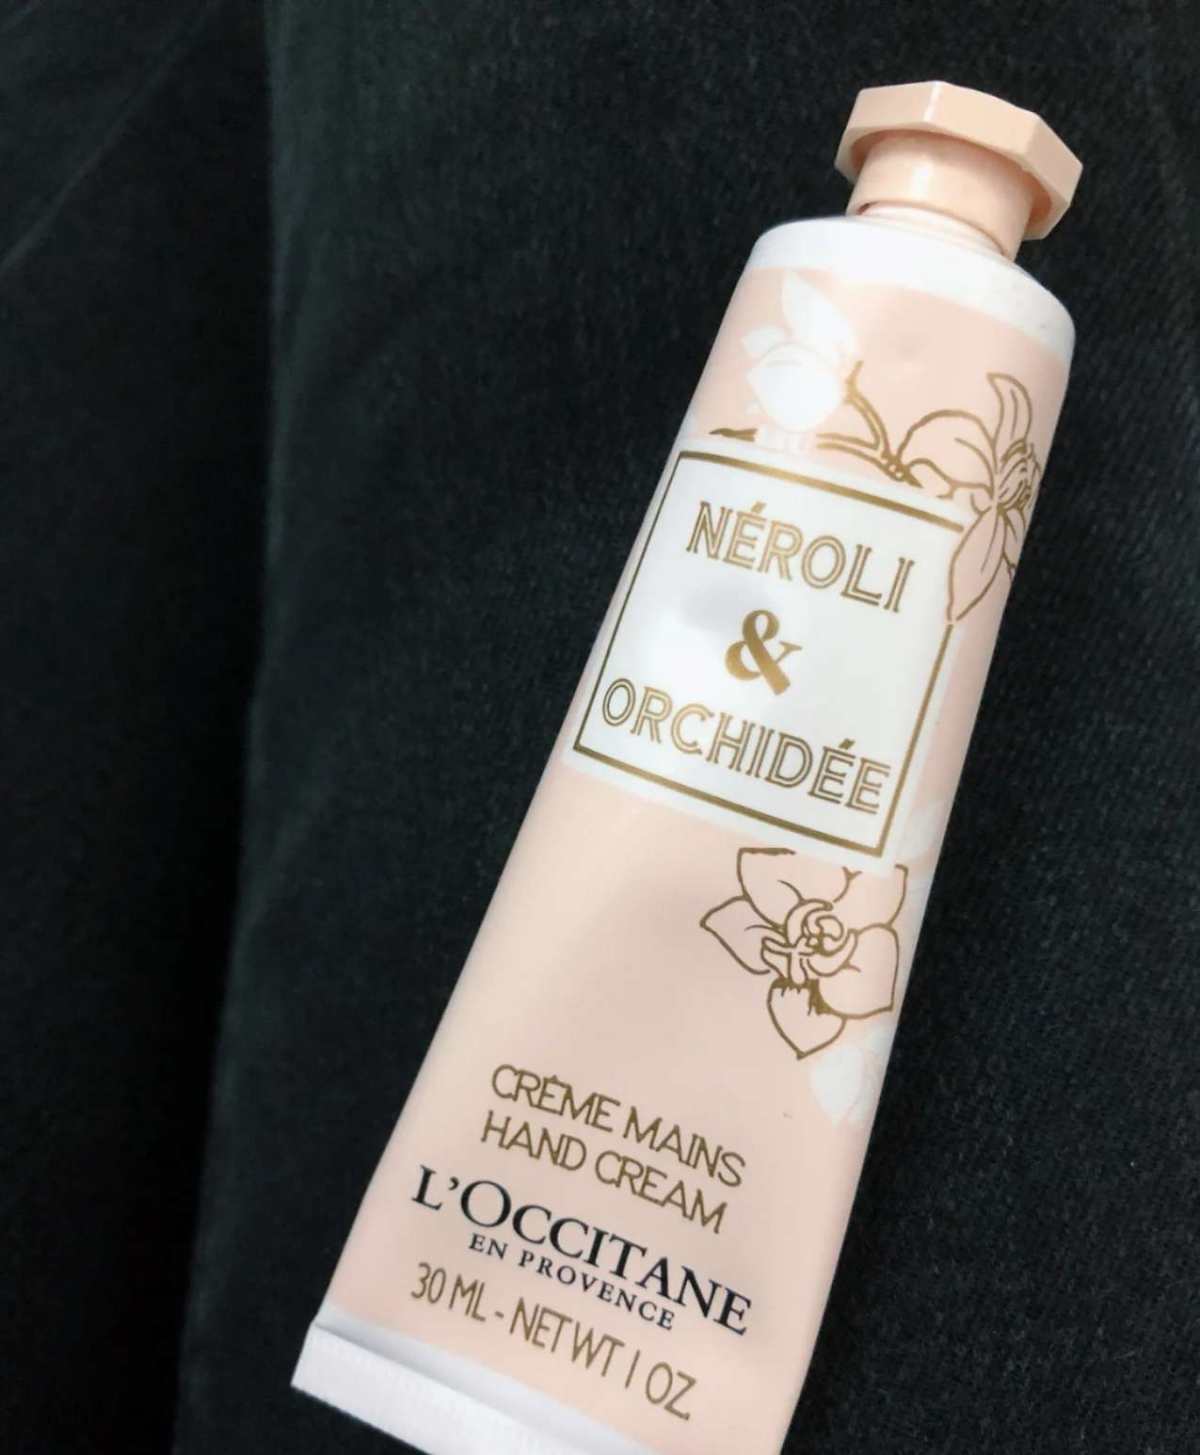 NÉROLI
&
ORCHIDÉE
CRÈME MAINS
HAND CREAM
L'OCCITANE
EN PROVENCE
30 ML - NET WT 1 OZ